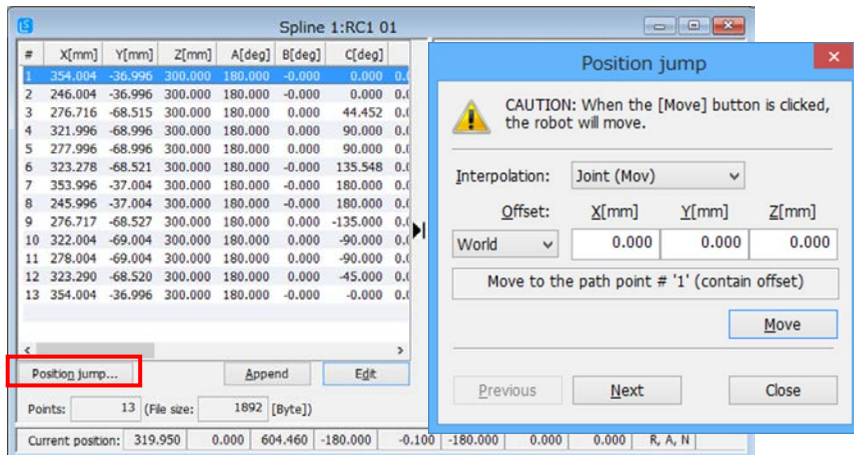 Spline 1:RC1 01
# X[mm] Y[mm] Z[mm] A[deg] B[deg] C[deg]
1 354.004 -36.996 300.000 180.000 -0.000 0.000
2 246.004 -36.996 300.000 180.000 -0.000 0.000
3 276.716 -68.515 300.000 180.000 0.000 44.452
4 321.996 -68.996 300.000 180.000 0.000 90.000
5 277.996 -68.996 300.000 180.000 0.000 90.000
6 323.278 -68.521 300.000 180.000 -0.000 135.548
7 353.996 -37.004 300.000 180.000 -0.000 180.000
8 245.996 -37.004 300.000 180.000 -0.000 180.000
9 276.717 -68.527 300.000 180.000 0.000 -135.000
10 322.004 -69.004 300.000 180.000 0.000 -90.000
11 278.004 -69.004 300.000 180.000 0.000 -90.000
12 323.290 -68.520 300.000 180.000 0.000 -45.000
13 354.004 -36.996 300.000 180.000 0.000 -0.000
Position jump... Append Edit
Points: 13 (File size: 1892 [Byte])
Current position: 319.950 0.000 604.460 -180.000 -0.100 -180.000 0.000 0.000 R, A, N
Position jump
CAUTION: When the [Move] button is clicked,
the robot will move.
Interpolation: Joint (Mov)
Offset: X[mm] Y[mm] Z[mm]
World 0.000 0.000 0.000
Move to the path point # '1' (contain offset)
Move
Previous Next Close